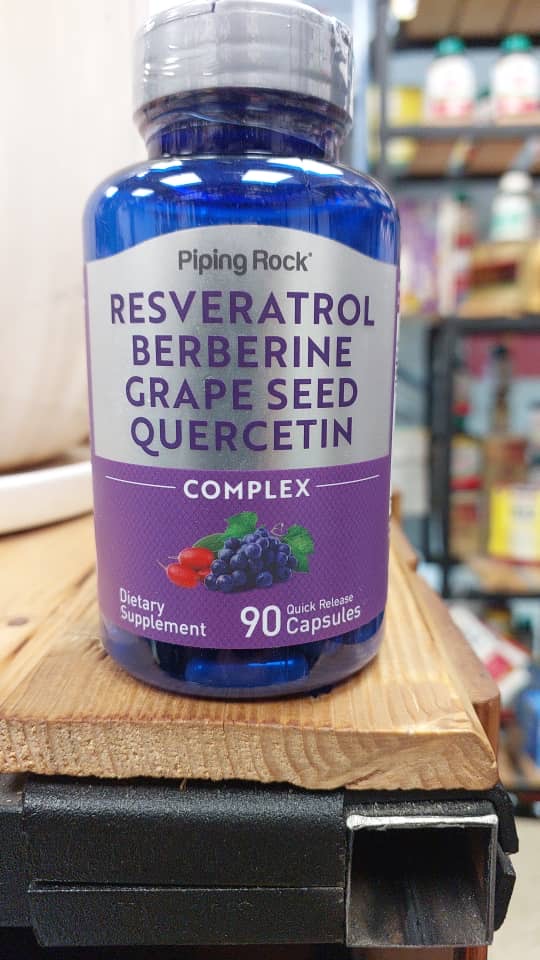 Piping Rock®
RESVERATROL
BERBERINE
GRAPE SEED
QUERCETIN
COMPLEX
Dietary
Supplement
90 Quick Release
Capsules